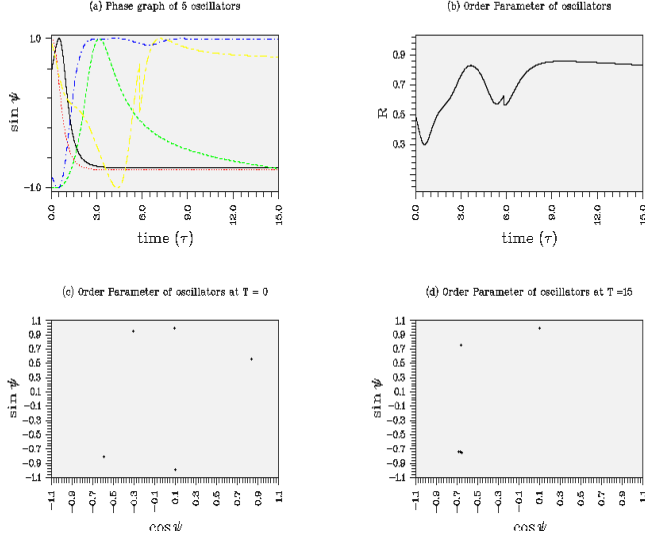 (a) Phase graph of 5 oscillators
(b) Order Parameter of oscillators
1.0
-1.0
sin ψ
0.0 3.0 6.0 9.0 12.0 15.0
time (τ)
0.9
0.7
0.5
0.3
R
0.0 3.0 6.0 9.0 12.0 15.0
time (τ)
(c) Order Parameter of oscillators at T = 0
(d) Order Parameter of oscillators at T =15
1.1
0.9
0.7
0.5
0.3
0.1
-0.1
-0.3
-0.5
-0.7
-0.9
-1.1
sin ψ
-1.1 -0.9 -0.7 -0.5 -0.3 -0.1 0.1 0.3 0.5 0.7 0.9 1.1
cos ψ
1.1
0.9
0.7
0.5
0.3
0.1
-0.1
-0.3
-0.5
-0.7
-0.9
-1.1
sin ψ
-1.1 -0.9 -0.7 -0.5 -0.3 -0.1 0.1 0.3 0.5 0.7 0.9 1.1
cos ψ